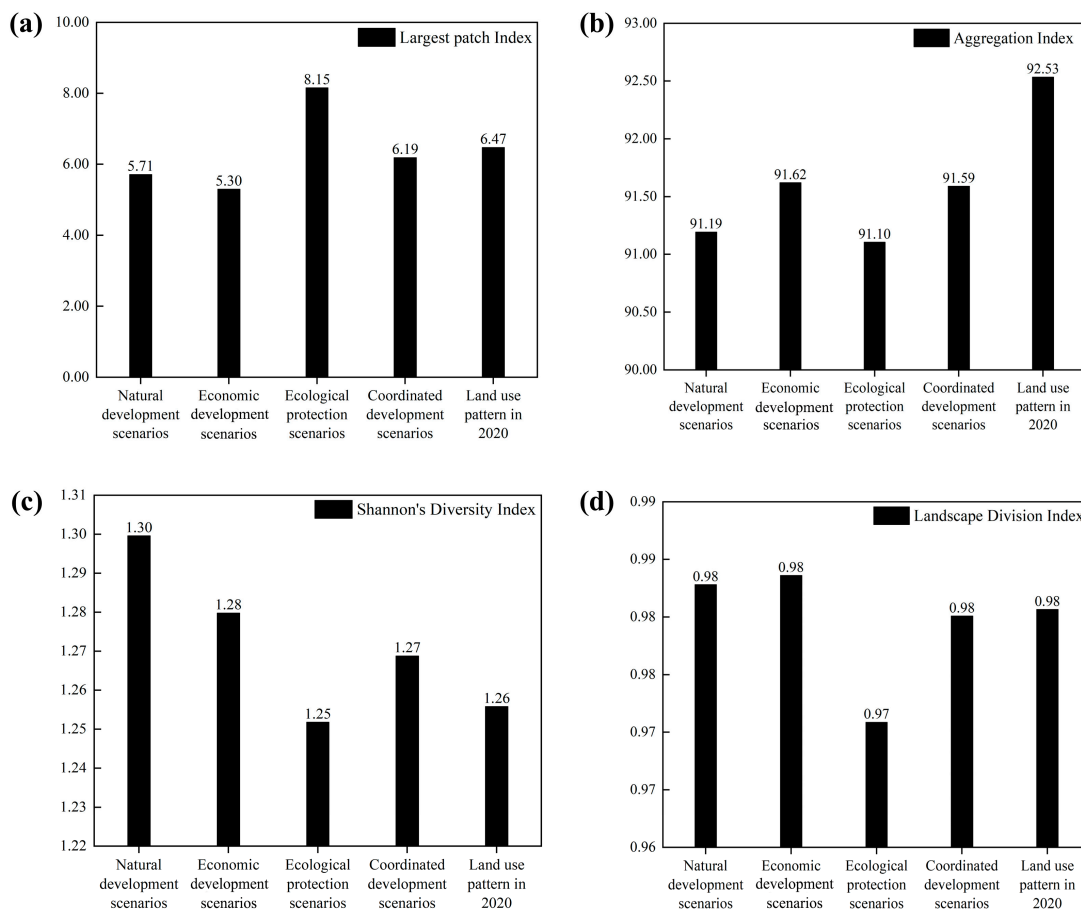 (a)
Largest patch Index
10.00
8.00
6.00
4.00
2.00
0.00
5.71
5.30
8.15
6.19
6.47
Natural development scenarios
Economic development scenarios
Ecological protection scenarios
Coordinated development scenarios
Land use pattern in 2020
(b)
Aggregation Index
93.00
92.50
92.00
91.50
91.00
90.50
90.00
91.19
91.62
91.10
91.59
92.53
Natural development scenarios
Economic development scenarios
Ecological protection scenarios
Coordinated development scenarios
Land use pattern in 2020
(c)
Shannon's Diversity Index
1.31
1.30
1.29
1.28
1.27
1.26
1.25
1.24
1.23
1.22
1.30
1.28
1.25
1.27
1.26
Natural development scenarios
Economic development scenarios
Ecological protection scenarios
Coordinated development scenarios
Land use pattern in 2020
(d)
Landscape Division Index
0.99
0.99
0.98
0.98
0.97
0.97
0.96
0.98
0.98
0.97
0.98
0.98
Natural development scenarios
Economic development scenarios
Ecological protection scenarios
Coordinated development scenarios
Land use pattern in 2020